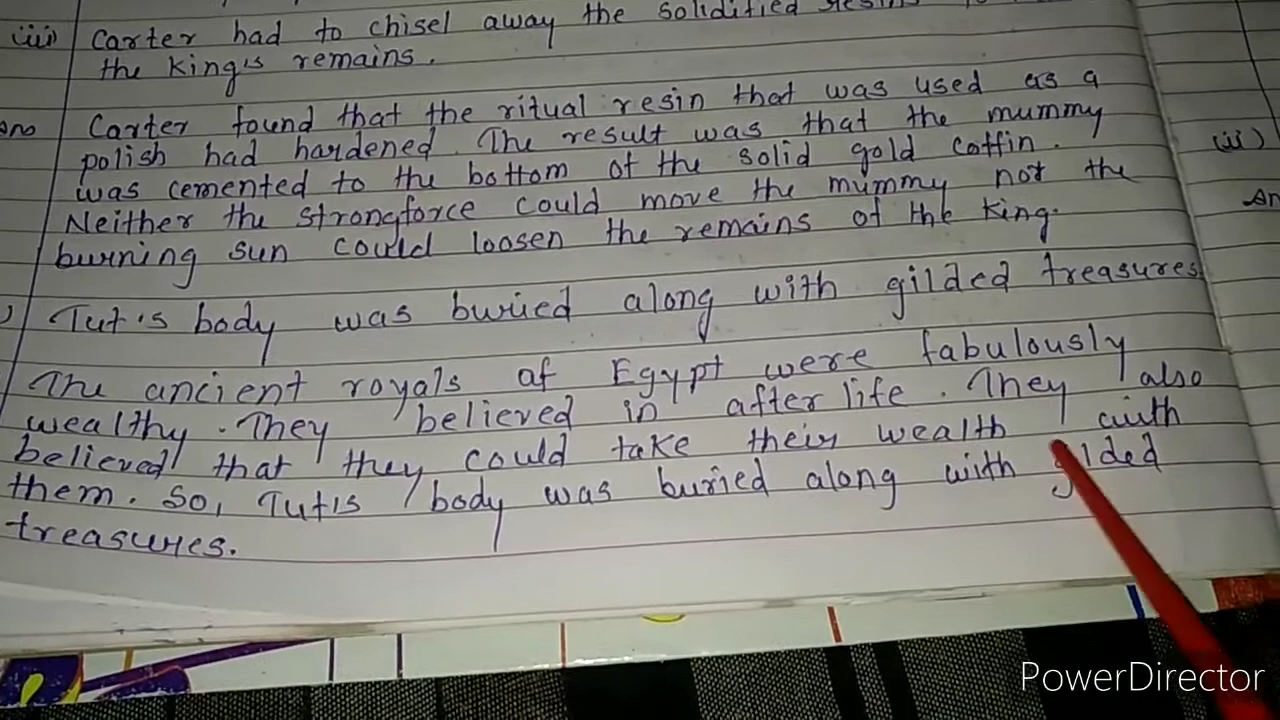 (iii) Carter had to chisel away the solidified
the King's remains.
Ans Carter found that the ritual resin that was used as a
polish had hardened. The result was that the mummy
was cemented to the bottom of the solid gold coffin.
Neither the strongforce could move the mummy not the
burning sun could loosen the remains of the King.
Tut's body was buried along with gilded treasures
The ancient royals of Egypt were fabulously
wealthy. They believed in after life. They also
believed that they could take their wealth with
them. So, Tut's body was buried along with gilded
treasures.
(ii)
An
PowerDirector